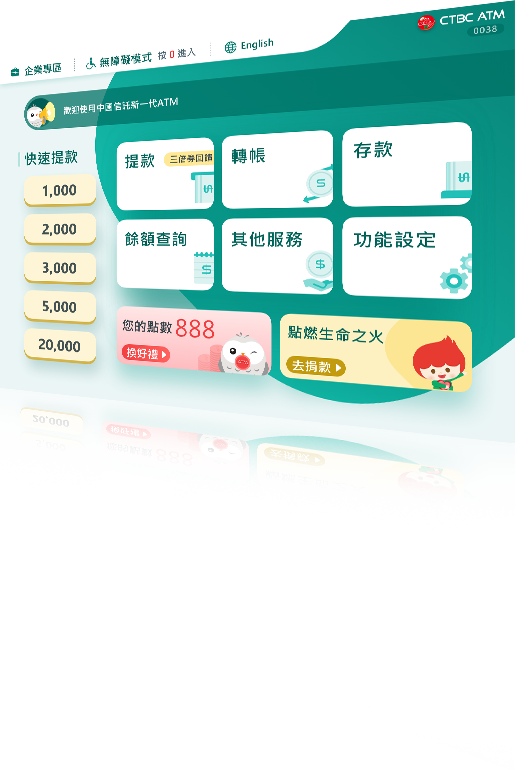 CTBC ATM
0038
企業專區
無障礙模式 按 0 進入
English
歡迎使用中國信託新一代ATM
快速提款
1,000
2,000
3,000
5,000
20,000
提款
三倍券回饋
轉帳
存款
餘額查詢
其他服務
功能設定
您的點數 888
換好禮
點燃生命之火
去捐款